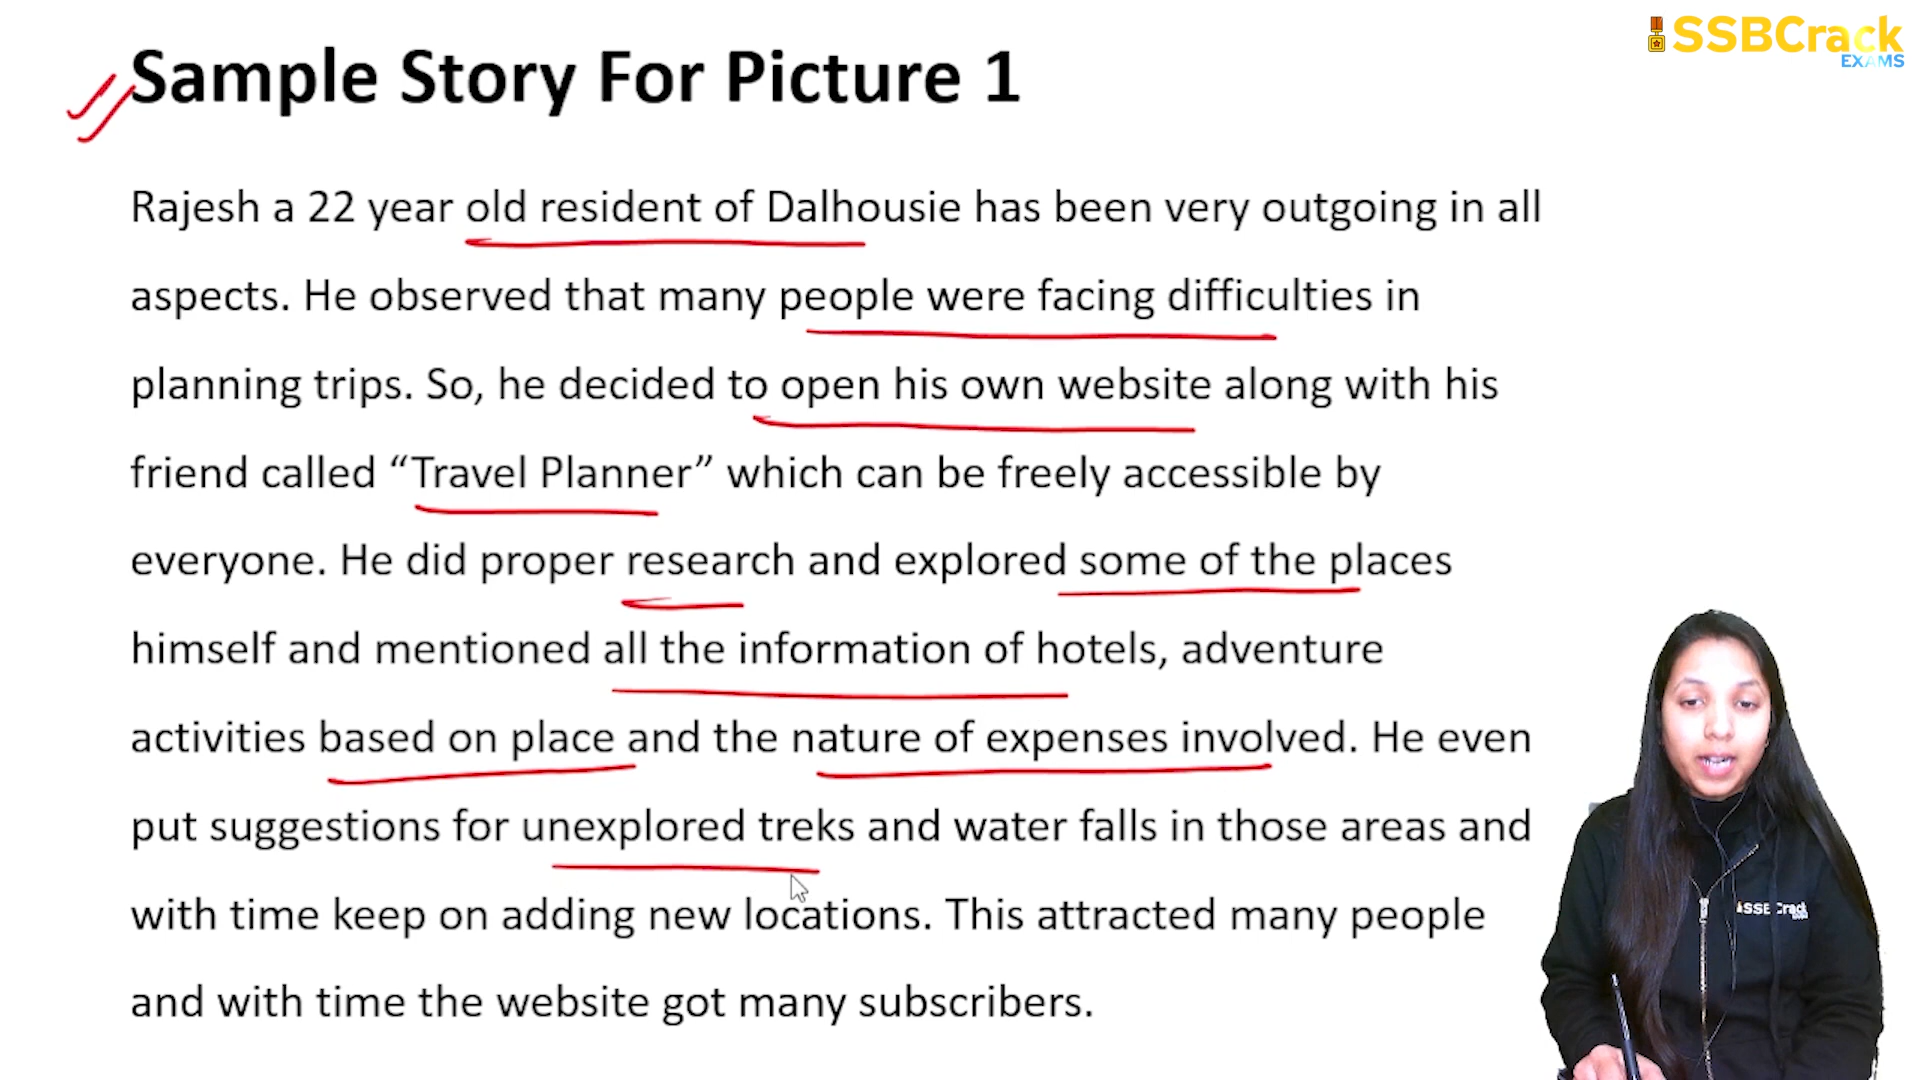 SSBCrack
EXAMS
Sample Story For Picture 1
Rajesh a 22 year old resident of Dalhousie has been very outgoing in all
aspects. He observed that many people were facing difficulties in
planning trips. So, he decided to open his own website along with his
friend called “Travel Planner” which can be freely accessible by
everyone. He did proper research and explored some of the places
himself and mentioned all the information of hotels, adventure
activities based on place and the nature of expenses involved. He even
put suggestions for unexplored treks and water falls in those areas and
with time keep on adding new locations. This attracted many people
and with time the website got many subscribers.
SSBCrack